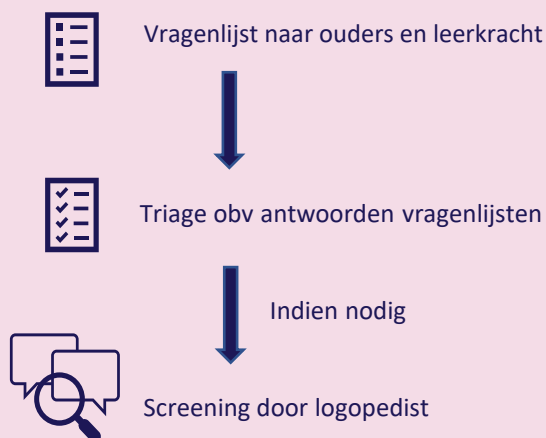 Vragenlijst naar ouders en leerkracht
Triage obv antwoorden vragenlijsten
Indien nodig
Screening door logopedist